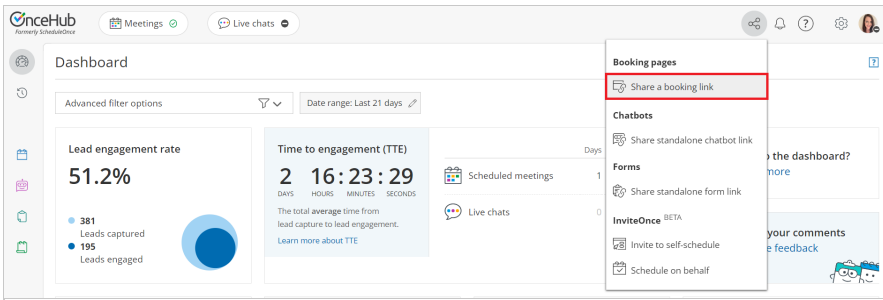 OnceHub
Formerly ScheduleOnce
Meetings
Live chats
?
Dashboard
?
Advanced filter options
Date range: Last 21 days
Lead engagement rate
51.2%
381
Leads captured
195
Leads engaged
Time to engagement (TTE)
2 16 : 23 : 29
DAYS HOURS MINUTES SECONDS
The total average time from
lead capture to lead engagement.
Learn more about TTE
Days
Scheduled meetings 1
Live chats 0
Booking pages
Share a booking link
Chatbots
Share standalone chatbot link
Forms
Share standalone form link
InviteOnce BETA
Invite to self-schedule
Schedule on behalf
the dashboard?
more
your comments
feedback